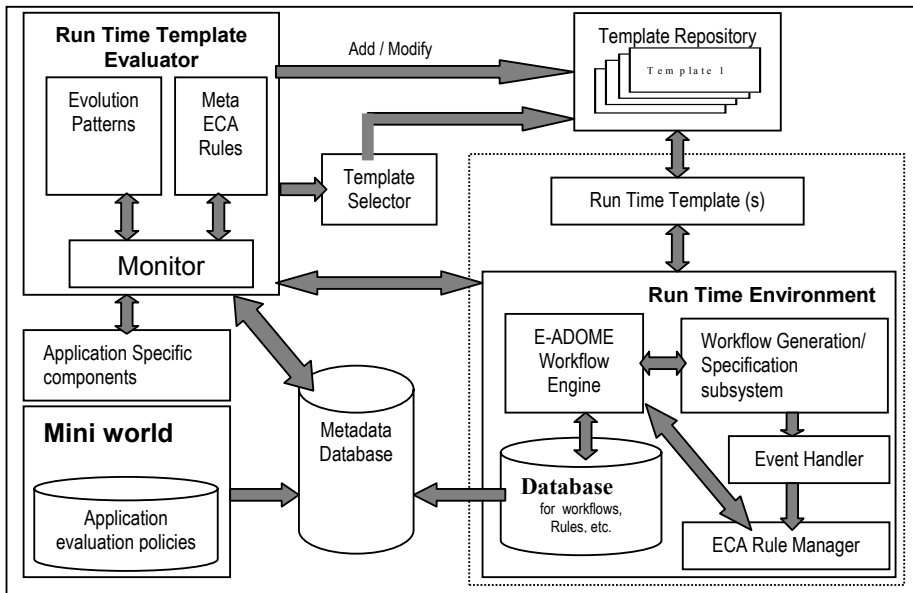 Run Time Template
Evaluator
Evolution
Patterns
Meta
ECA
Rules
Monitor
Add / Modify
Template
Selector
Template Repository
Template 1
Run Time Template (s)
Application Specific
components
Mini world
Application
evaluation policies
Metadata
Database
Run Time Environment
E-ADOME
Workflow
Engine
Workflow Generation/
Specification
subsystem
Event Handler
ECA Rule Manager
Database
for workflows,
Rules, etc.